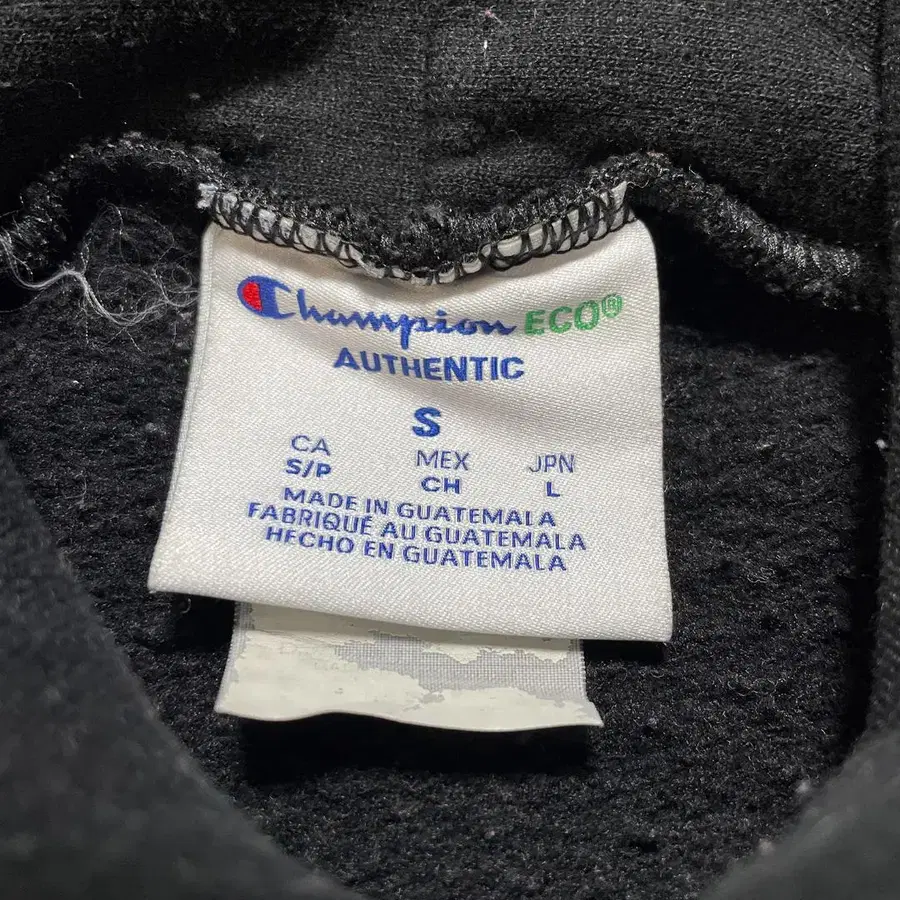 Champion ECO®
AUTHENTIC
S
CA MEX JPN
S/P CH L
MADE IN GUATEMALA
FABRIQUÉ AU GUATEMALA
HECHO EN GUATEMALA